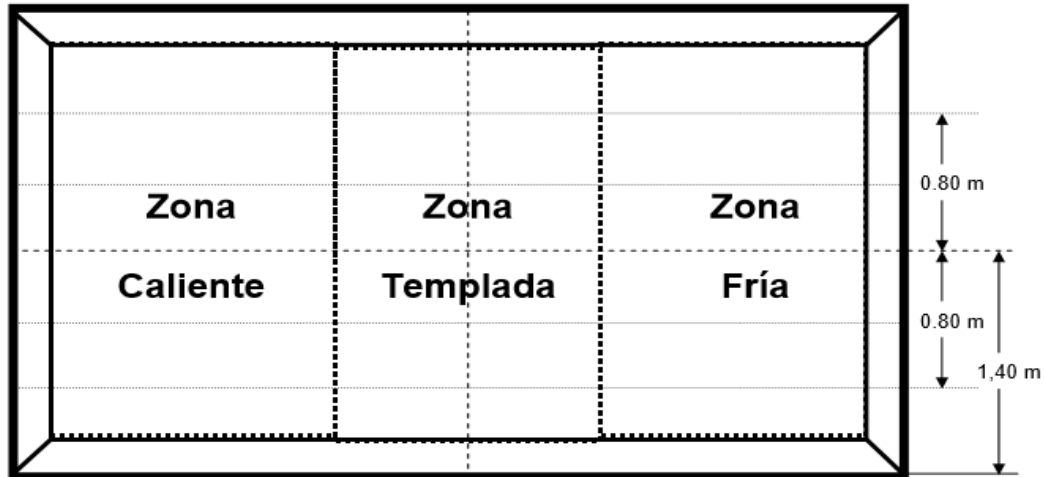 Zona
Caliente
Zona
Templada
Zona
Fría
0.80 m
0.80 m
1,40 m